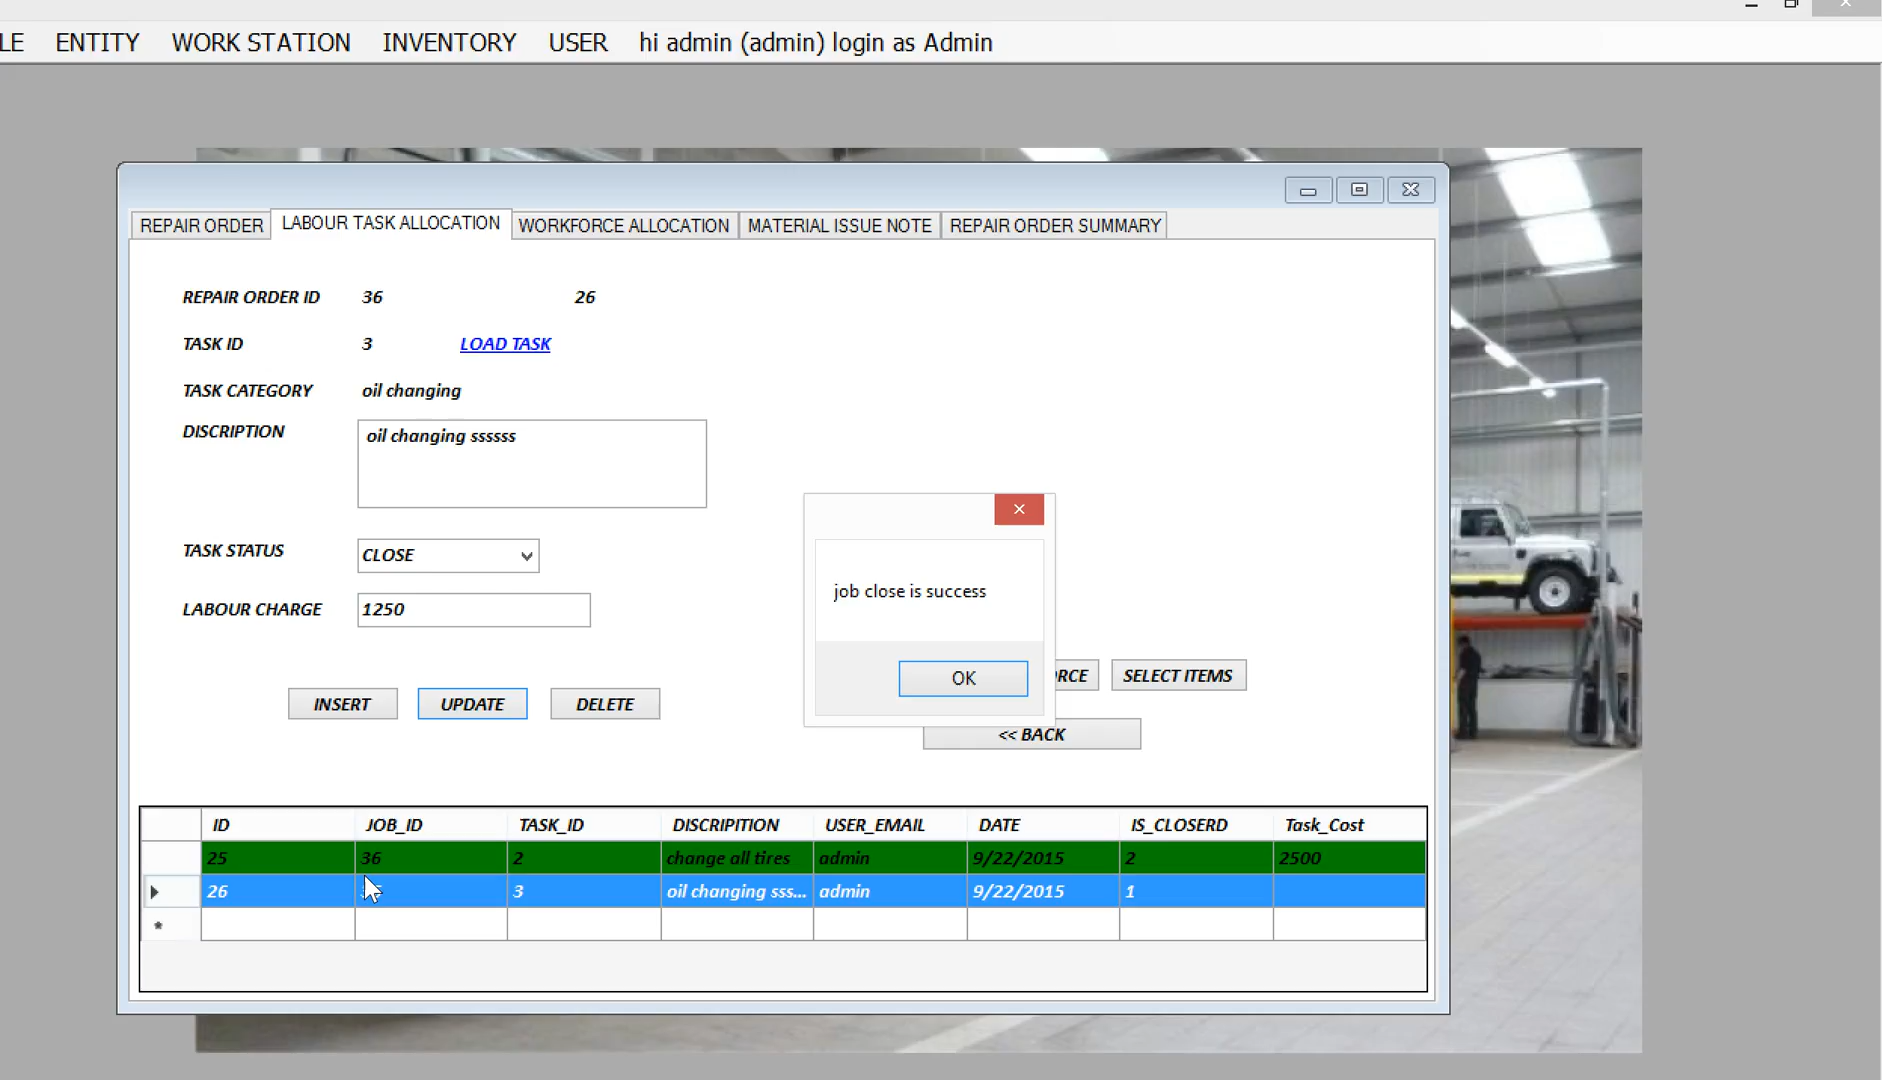 LE ENTITY WORK STATION INVENTORY USER hi admin (admin) login as Admin
REPAIR ORDER LABOUR TASK ALLOCATION WORKFORCE ALLOCATION MATERIAL ISSUE NOTE REPAIR ORDER SUMMARY
REPAIR ORDER ID 36 26
TASK ID 3 LOAD TASK
TASK CATEGORY oil changing
DISCRIPTION oil changing ssssss
TASK STATUS CLOSE
LABOUR CHARGE 1250
job close is success
OK
RCE SELECT ITEMS
INSERT UPDATE DELETE
<< BACK
ID JOB_ID TASK_ID DISCRIPITION USER_EMAIL DATE IS_CLOSERD Task_Cost
25 36 2 change all tires admin 9/22/2015 2 2500
26 3 oil changing sss... admin 9/22/2015 1
*